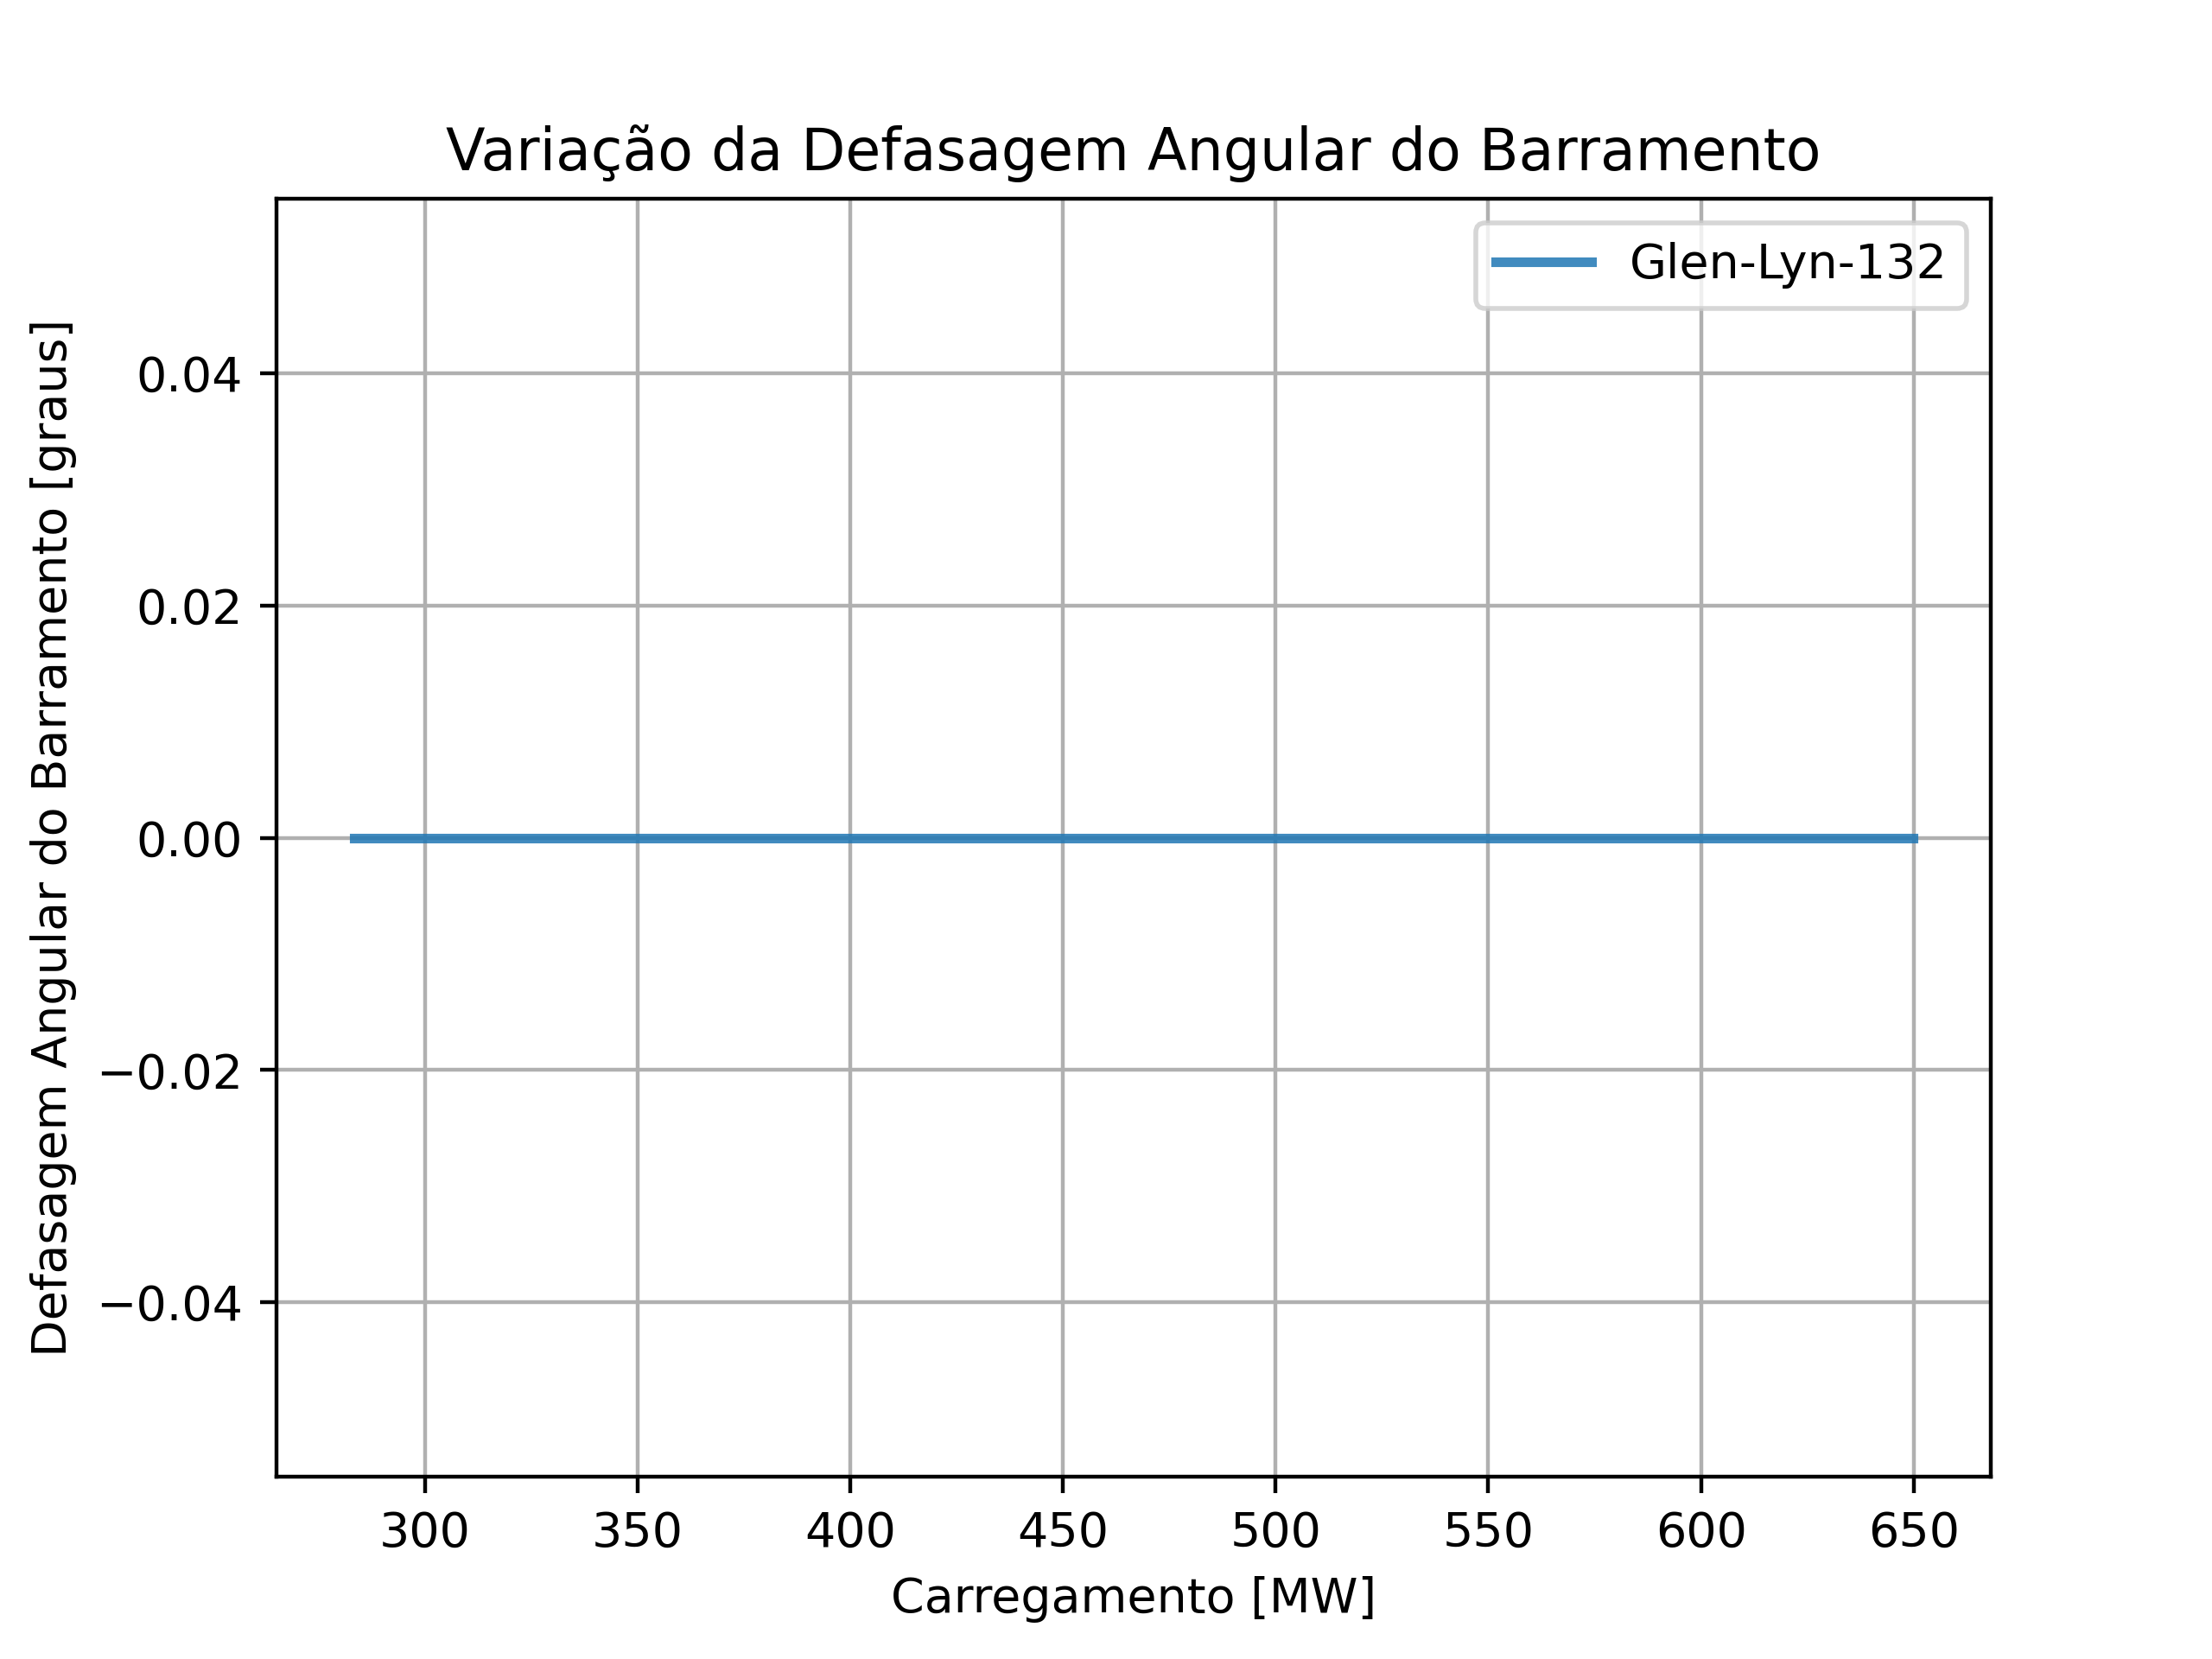 Variação da Defasagem Angular do Barramento
Glen-Lyn-132
Defasagem Angular do Barramento [graus]
0.04
0.02
0.00
−0.02
−0.04
300 350 400 450 500 550 600 650
Carregamento [MW]